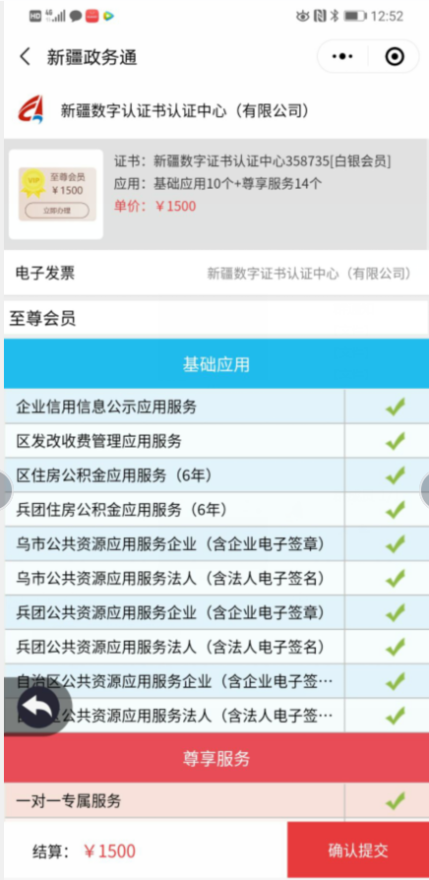 12:52
新疆政务通
新疆数字认证书认证中心（有限公司）
至尊会员
￥1500
立即办理
证书：新疆数字证书认证中心358735[白银会员]
应用：基础应用10个+尊享服务14个
单价：￥1500
电子发票
新疆数字证书认证中心（有限公司）
至尊会员
基础应用
企业信用信息公示应用服务
区发改收费管理应用服务
区住房公积金应用服务（6年）
兵团住房公积金应用服务（6年）
乌市公共资源应用服务企业（含企业电子签章）
乌市公共资源应用服务法人（含法人电子签名）
兵团公共资源应用服务企业（含企业电子签章）
兵团公共资源应用服务法人（含法人电子签名）
自治区公共资源应用服务企业（含企业电子签…
区公共资源应用服务法人（含法人电子签…
尊享服务
一对一专属服务
结算：￥1500
确认提交